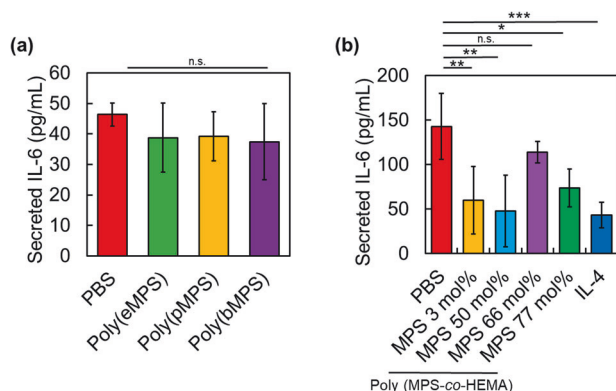 (a)
n.s.
Secreted IL-6 (pg/mL)
60
50
40
30
20
10
0
PBS
Poly(eMPS)
Poly(pMPS)
Poly(bMPS)
(b)
***
*
n.s.
**
**
Secreted IL-6 (pg/mL)
200
150
100
50
0
PBS
MPS 3 mol%
MPS 50 mol%
MPS 66 mol%
MPS 77 mol%
IL-4
Poly (MPS-co-HEMA)